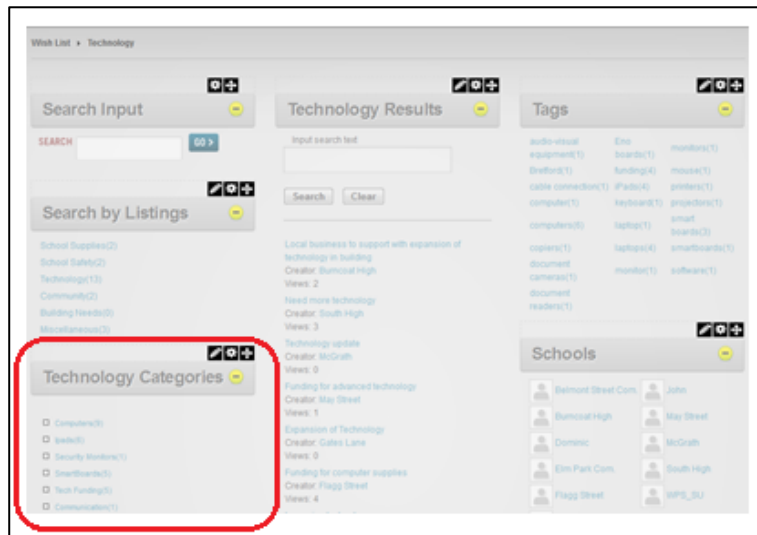 Wish List ▸ Technology
Search Input
SEARCH
GO >
Search by Listings
School Supplies(2)
School Safety(2)
Technology(13)
Community(2)
Building Needs(0)
Miscellaneous(3)
Technology Categories
Computers(9)
Ipads(6)
Security Monitors(1)
SmartBoards(5)
Tech Funding(5)
Communication(1)
Technology Results
Input search text
Search Clear
Local business to support with expansion of
technology in building
Creator: Burncoat High
Views: 2
Need more technology
Creator: South High
Views: 3
Technology update
Creator: McGrath
Views: 0
Funding for advanced technology
Creator: May Street
Views: 1
Expansion of Technology
Creator: Gates Lane
Views: 0
Funding for computer supplies
Creator: Flagg Street
Views: 4
Tags
audio-visual equipment(1) Eno boards(1) monitors(1)
Bretford(1) funding(4) mouse(1)
cable connection(1) iPads(4) printers(1)
computer(1) keyboard(1) projectors(1)
computers(6) laptop(1) smart boards(3)
copiers(1) laptops(4) smartboards(1)
document cameras(1) monitor(1) software(1)
document readers(1)
Schools
Belmont Street Com. John
Burncoat High May Street
Dominic McGrath
Elm Park Com. South High
Flagg Street WPS_SU